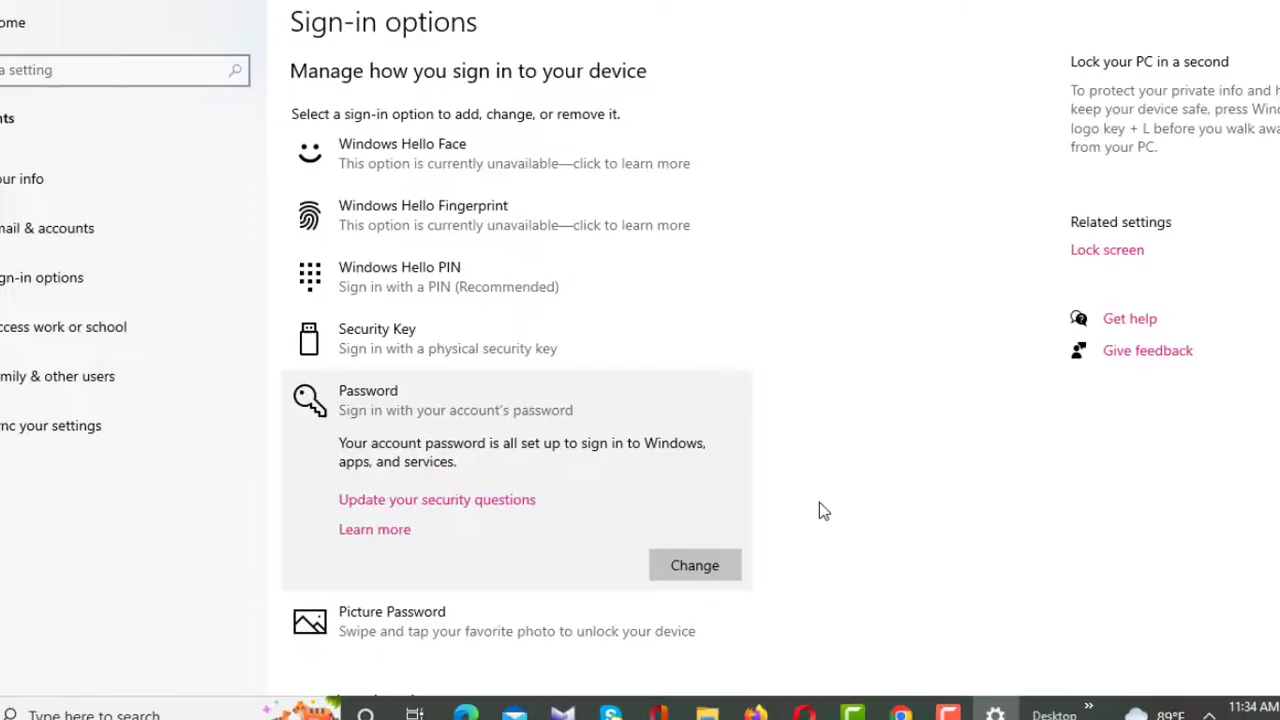 ome
a setting
nts
ur info
nail & accounts
gn-in options
ccess work or school
mily & other users
nc your settings
Sign-in options
Manage how you sign in to your device
Select a sign-in option to add, change, or remove it.
Windows Hello Face
This option is currently unavailable—click to learn more
Windows Hello Fingerprint
This option is currently unavailable—click to learn more
Windows Hello PIN
Sign in with a PIN (Recommended)
Security Key
Sign in with a physical security key
Password
Sign in with your account's password
Your account password is all set up to sign in to Windows,
apps, and services.
Update your security questions
Learn more
Change
Picture Password
Swipe and tap your favorite photo to unlock your device
Lock your PC in a second
To protect your private info and h
keep your device safe, press Wind
logo key + L before you walk awa
from your PC.
Related settings
Lock screen
Get help
Give feedback
Type here to search
Desktop
89°F
11:34 AM